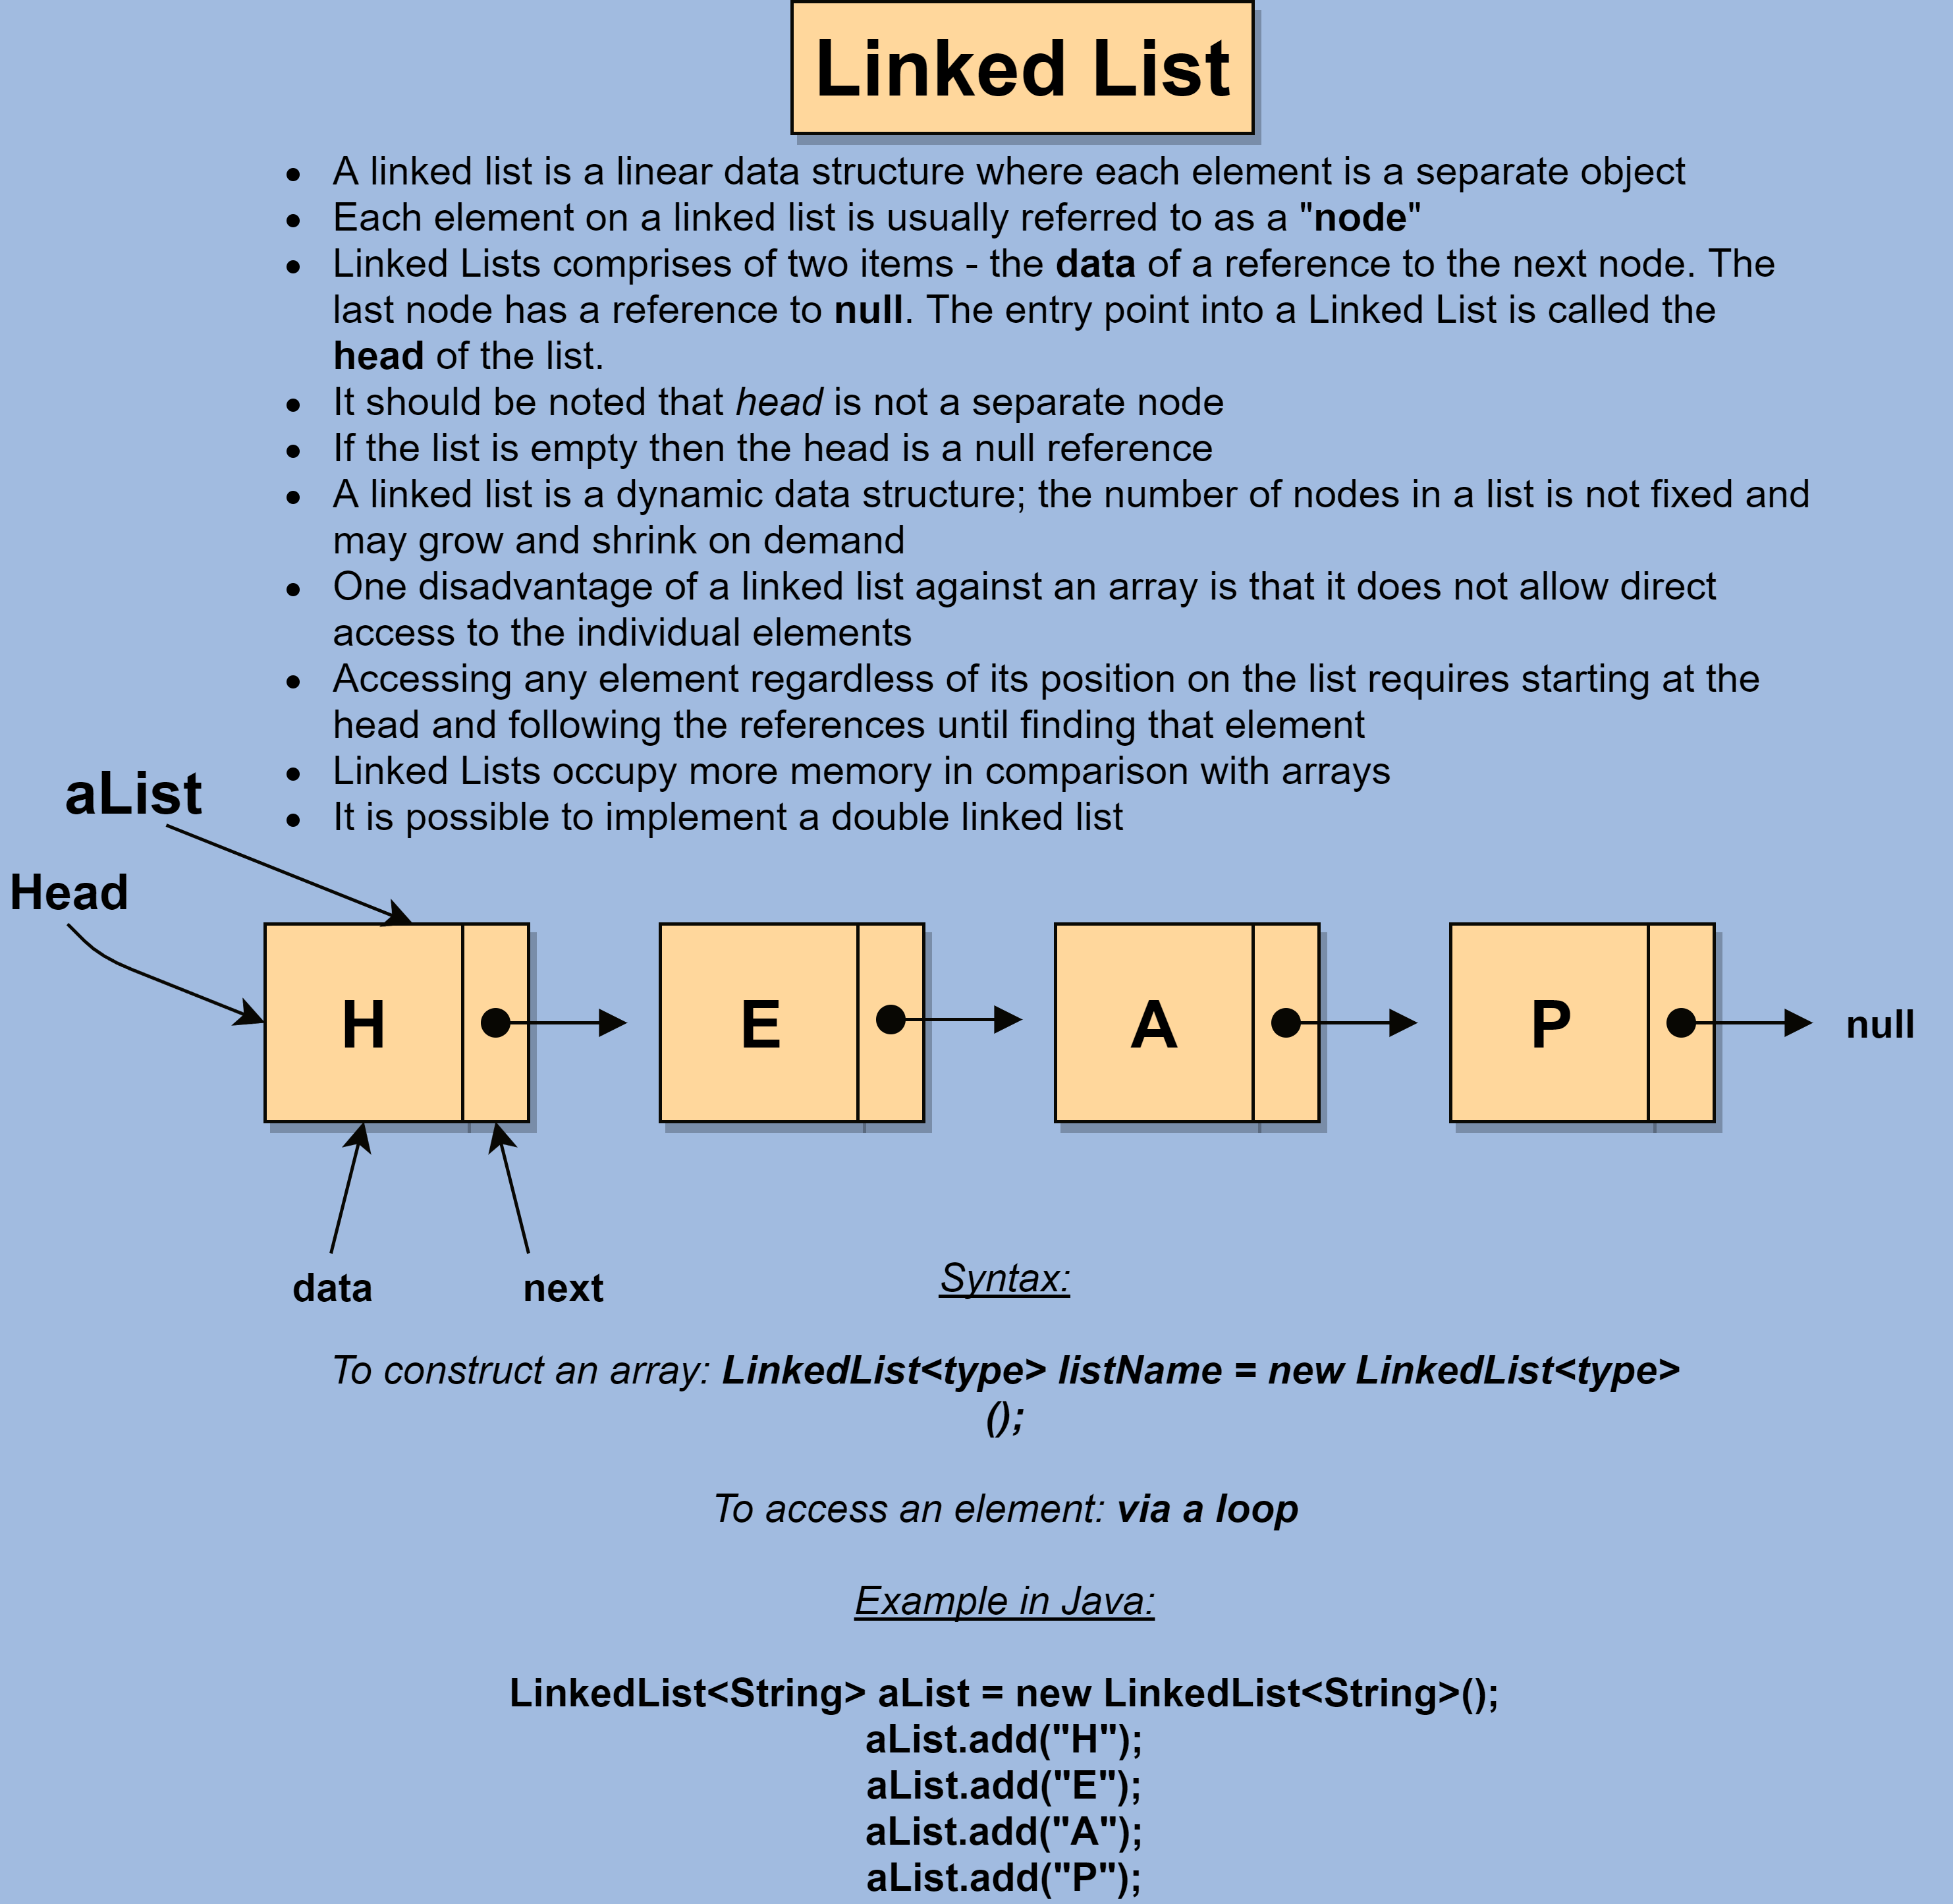 Linked List
• A linked list is a linear data structure where each element is a separate object
• Each element on a linked list is usually referred to as a "node"
• Linked Lists comprises of two items - the data of a reference to the next node. The
last node has a reference to null. The entry point into a Linked List is called the
head of the list.
• It should be noted that head is not a separate node
• If the list is empty then the head is a null reference
• A linked list is a dynamic data structure; the number of nodes in a list is not fixed and
may grow and shrink on demand
• One disadvantage of a linked list against an array is that it does not allow direct
access to the individual elements
• Accessing any element regardless of its position on the list requires starting at the
head and following the references until finding that element
• Linked Lists occupy more memory in comparison with arrays
• It is possible to implement a double linked list
aList
Head
H E A P null
data next
Syntax:
To construct an array: LinkedList<type> listName = new LinkedList<type>
();
To access an element: via a loop
Example in Java:
LinkedList<String> aList = new LinkedList<String>();
aList.add("H");
aList.add("E");
aList.add("A");
aList.add("P");